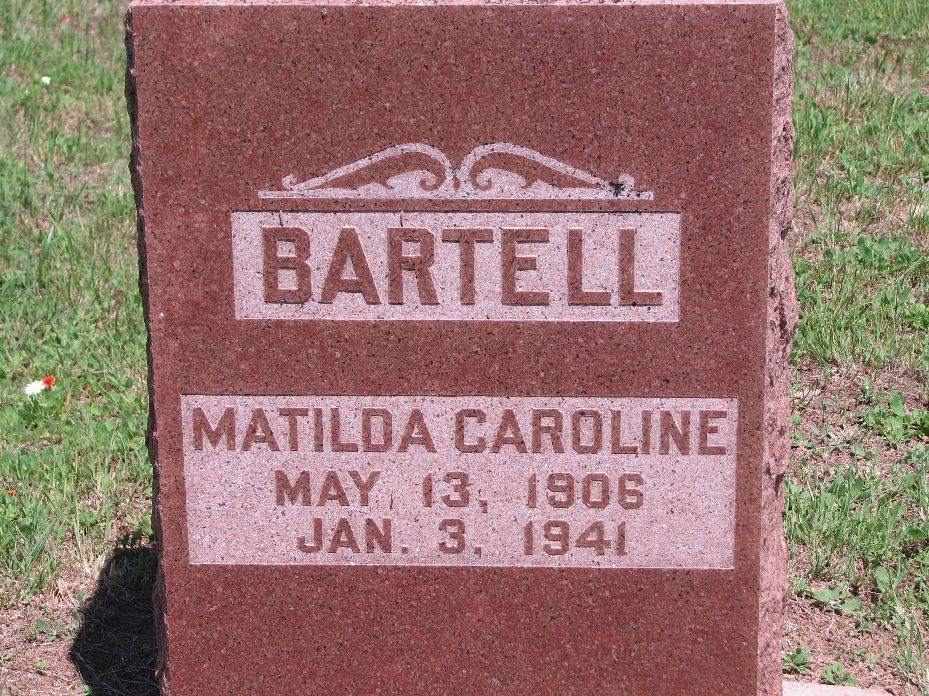 BARTELL
MATILDA CAROLINE
MAY, 13, 1906
JAN. 3, 1941